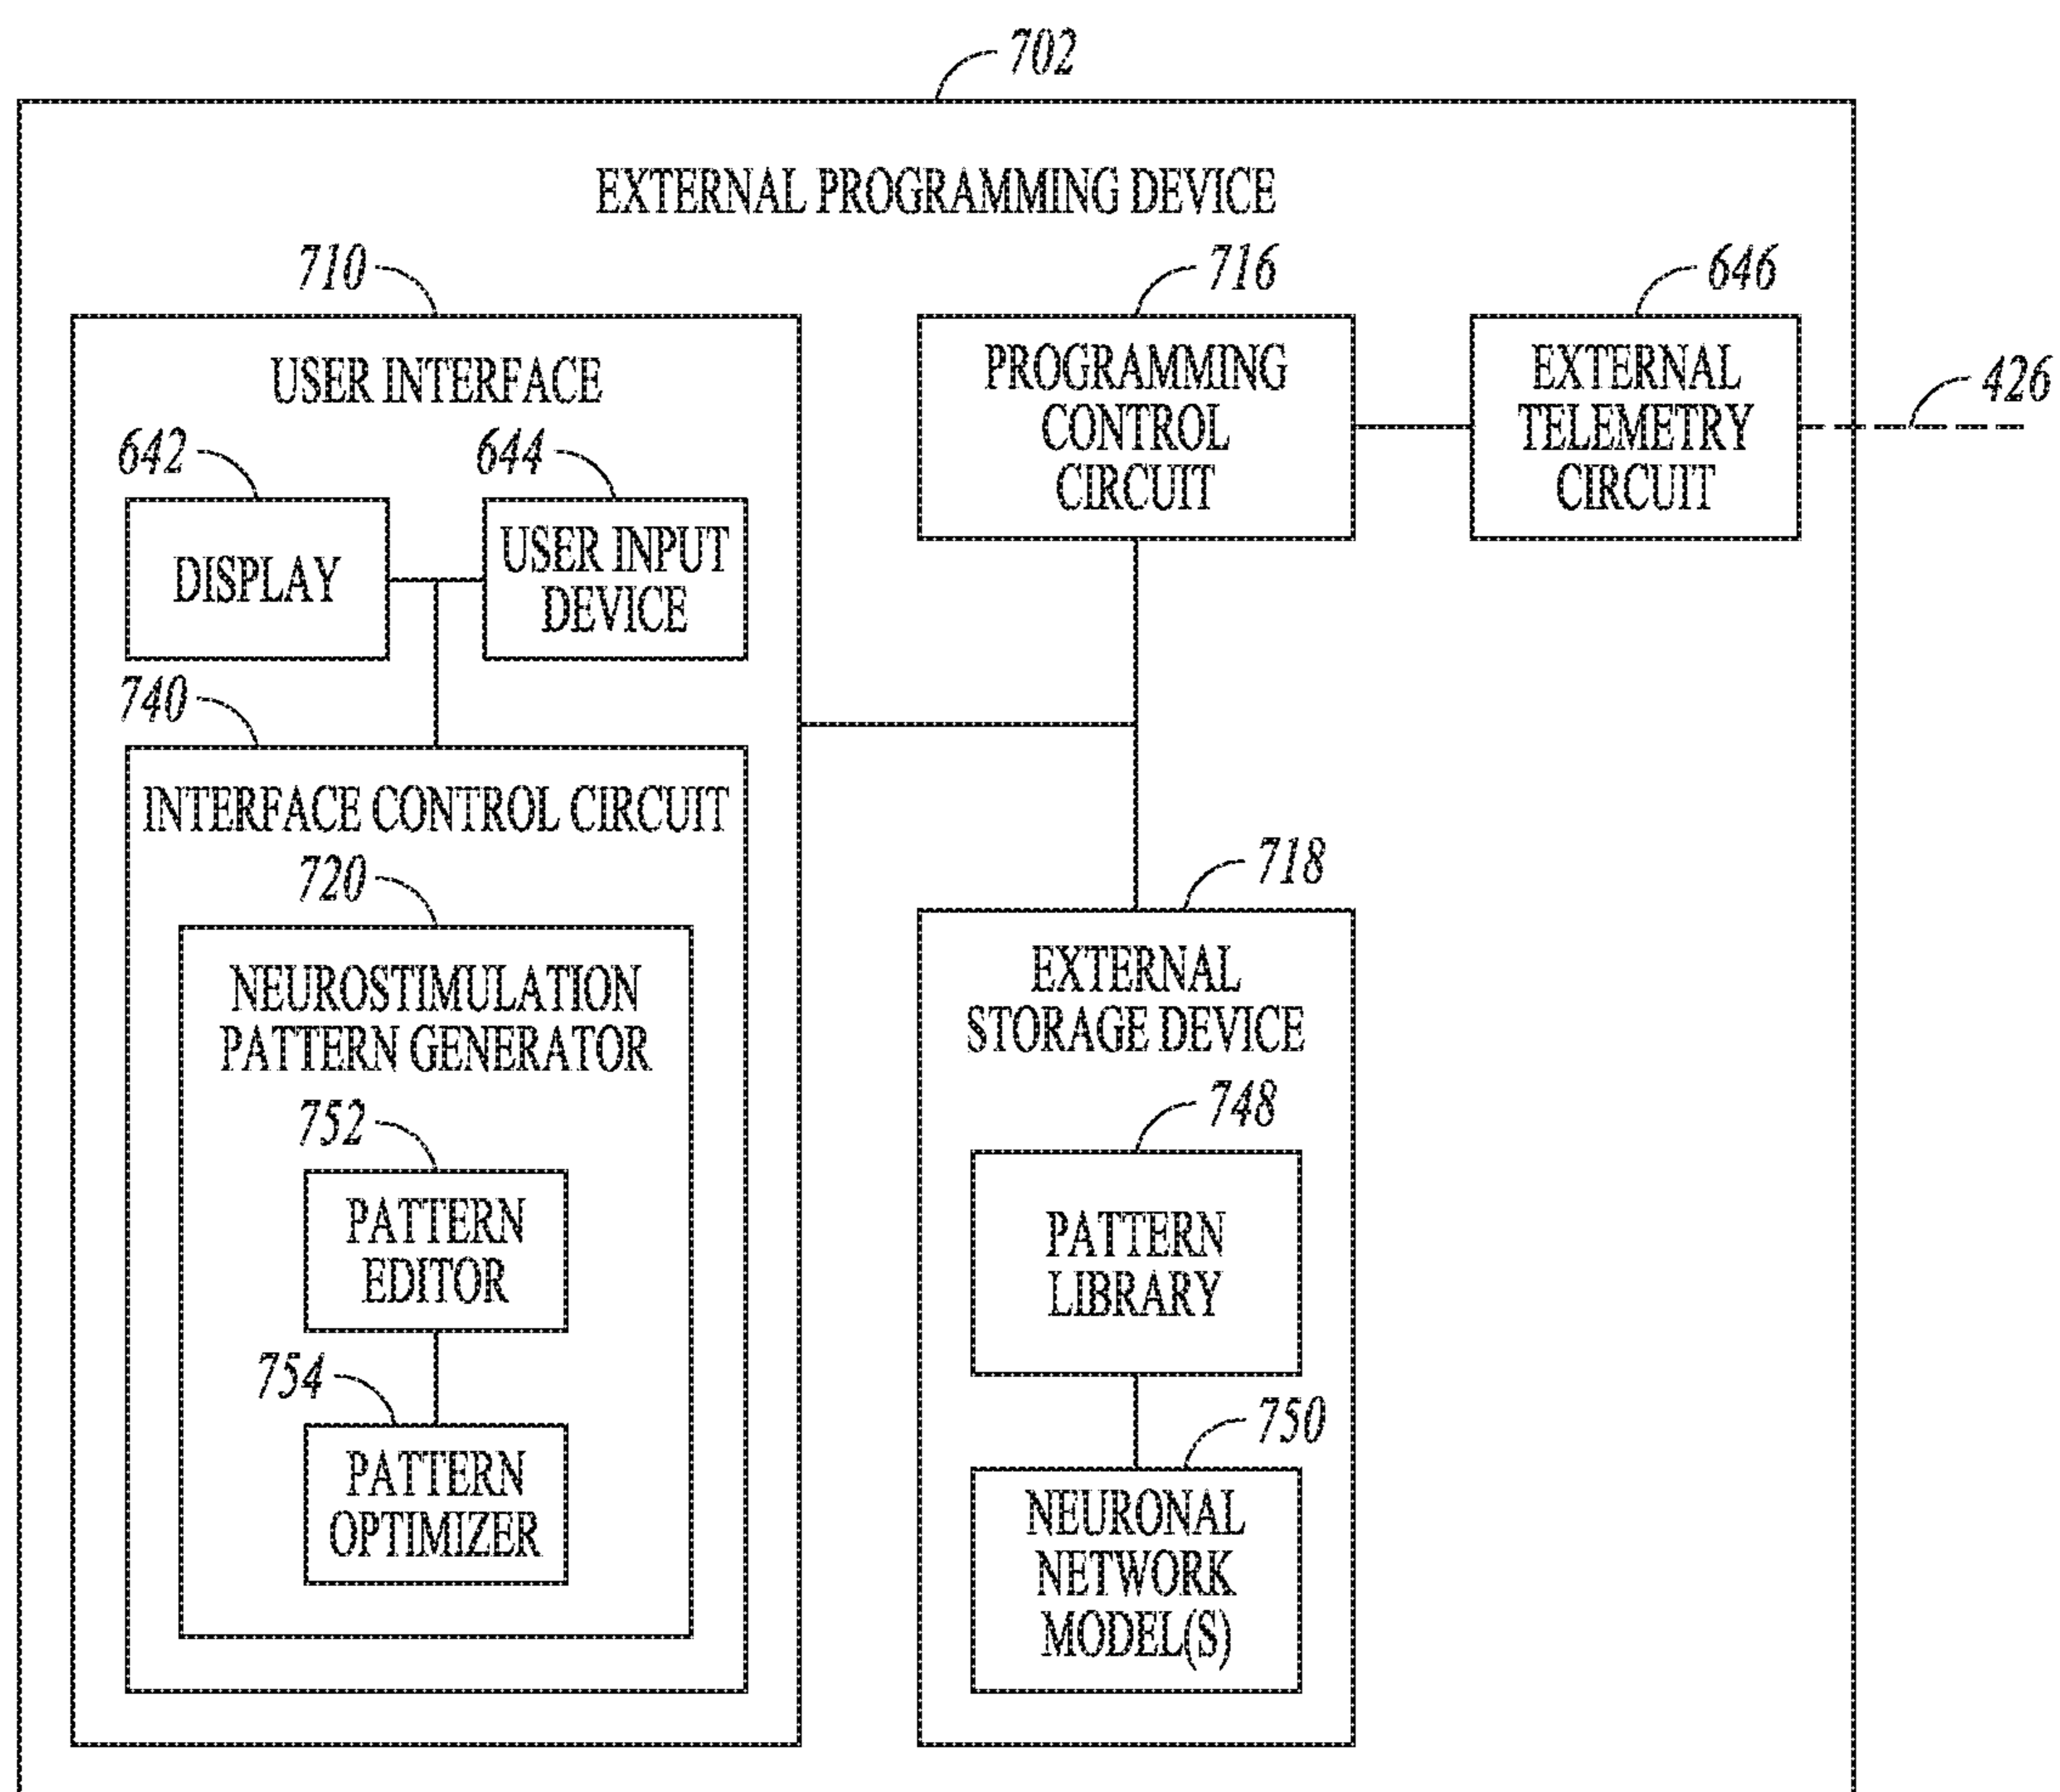 702
EXTERNAL PROGRAMMING DEVICE
710
USER INTERFACE
642
644
DISPLAY
USER INPUT
DEVICE
740
INTERFACE CONTROL CIRCUIT
720
NEUROSTIMULATION
PATTERN GENERATOR
752
PATTERN
EDITOR
754
PATTERN
OPTIMIZER
716
PROGRAMMING
CONTROL
CIRCUIT
646
EXTERNAL
TELEMETRY
CIRCUIT
426
718
EXTERNAL
STORAGE DEVICE
748
PATTERN
LIBRARY
750
NEURONAL
NETWORK
MODEL(S)